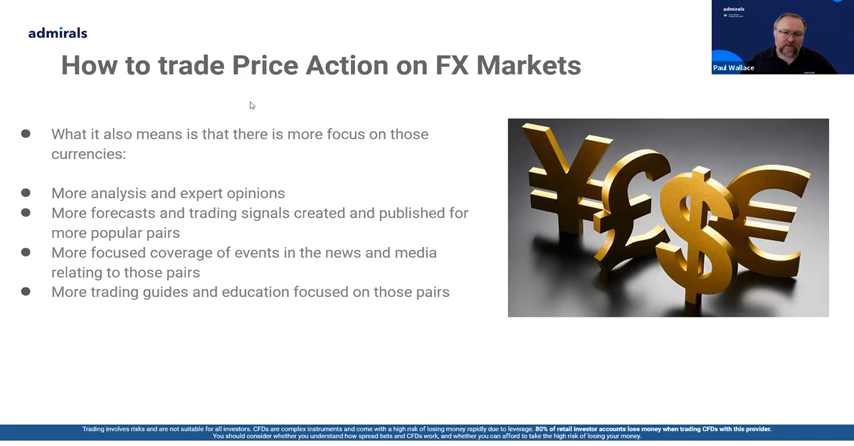 admirals
admirals
Paul Wallace
How to trade Price Action on FX Markets
● What it also means is that there is more focus on those
currencies:
● More analysis and expert opinions
● More forecasts and trading signals created and published for
more popular pairs
● More focused coverage of events in the news and media
relating to those pairs
● More trading guides and education focused on those pairs
¥ £ $ €
Trading involves risks and are not suitable for all investors. CFDs are complex instruments and come with a high risk of losing money rapidly due to leverage. 80% of retail investor accounts lose money when trading CFDs with this provider.
You should consider whether you understand how spread bets and CFDs work, and whether you can afford to take the high risk of losing your money.